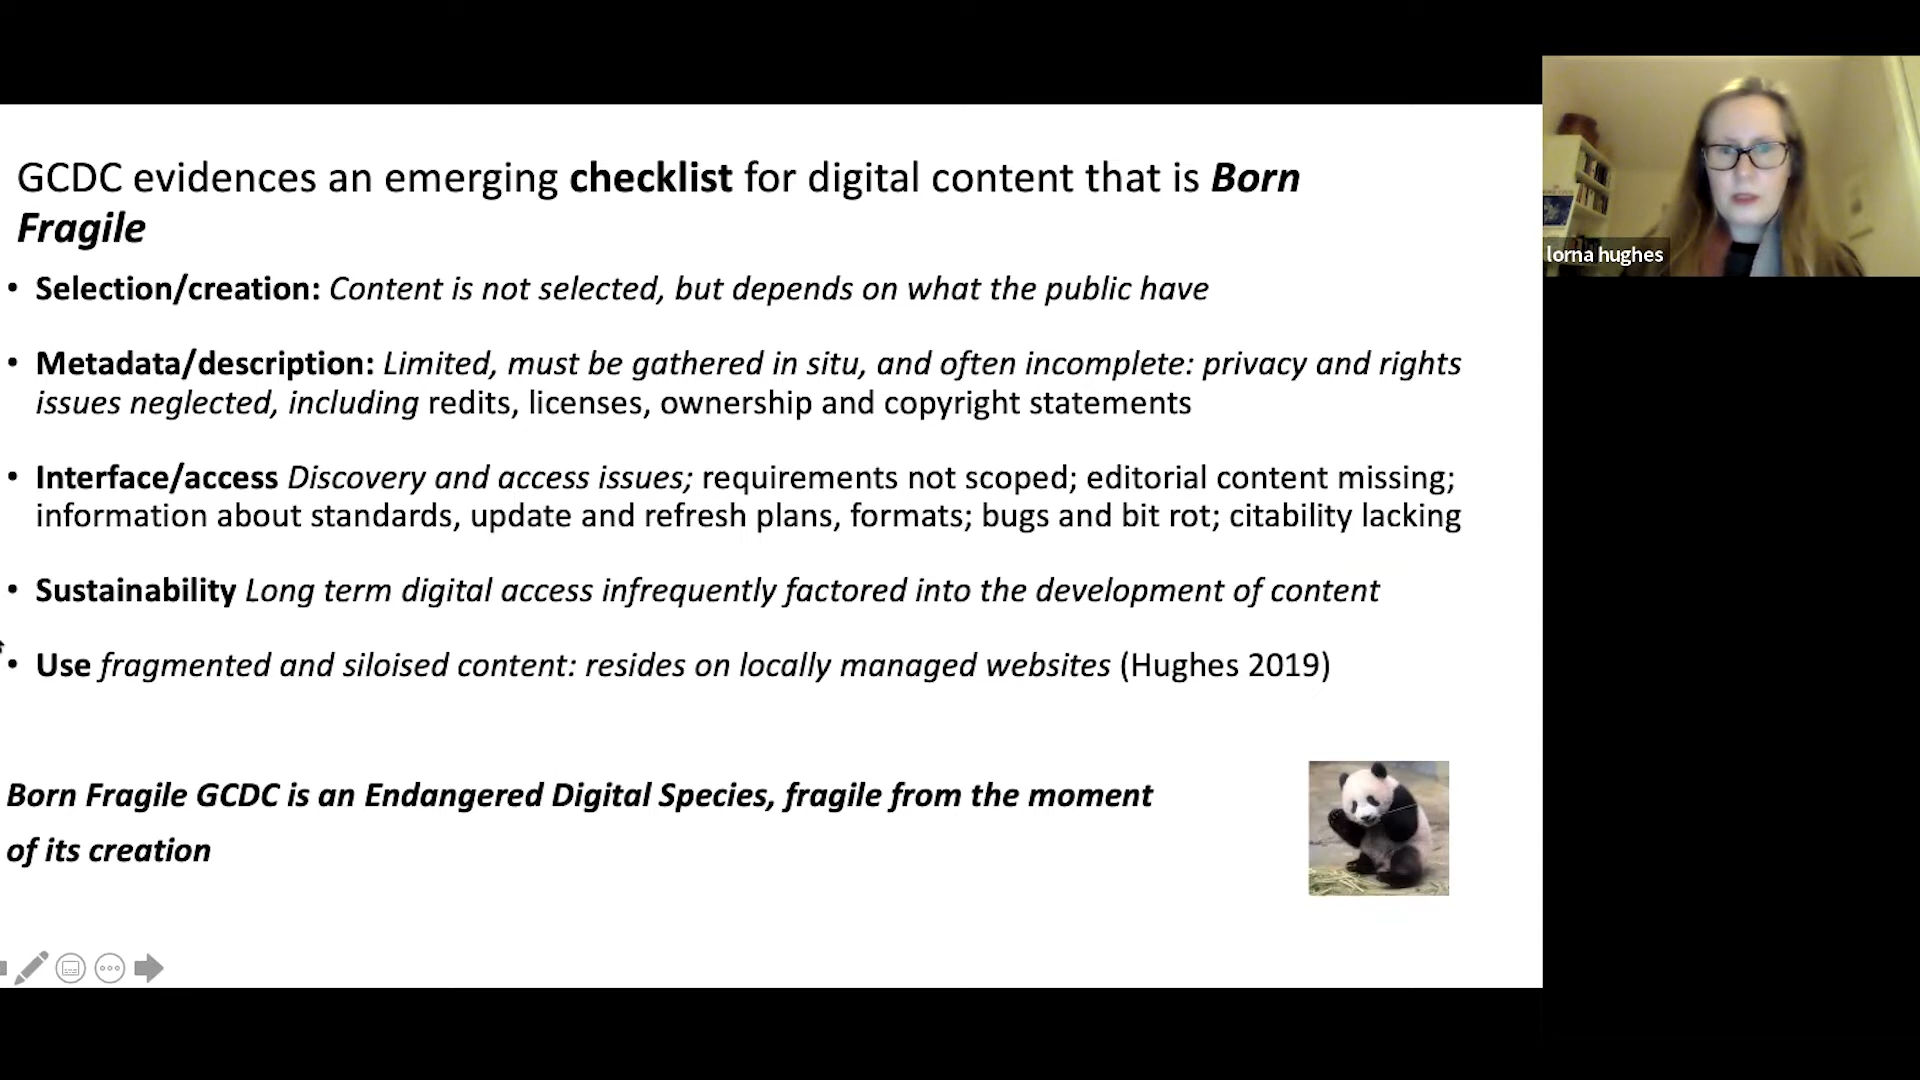 GCDC evidences an emerging checklist for digital content that is Born
Fragile
• Selection/creation: Content is not selected, but depends on what the public have
• Metadata/description: Limited, must be gathered in situ, and often incomplete: privacy and rights
issues neglected, including redits, licenses, ownership and copyright statements
• Interface/access Discovery and access issues; requirements not scoped; editorial content missing;
information about standards, update and refresh plans, formats; bugs and bit rot; citability lacking
• Sustainability Long term digital access infrequently factored into the development of content
• Use fragmented and siloised content: resides on locally managed websites (Hughes 2019)
Born Fragile GCDC is an Endangered Digital Species, fragile from the moment
of its creation
lorna hughes